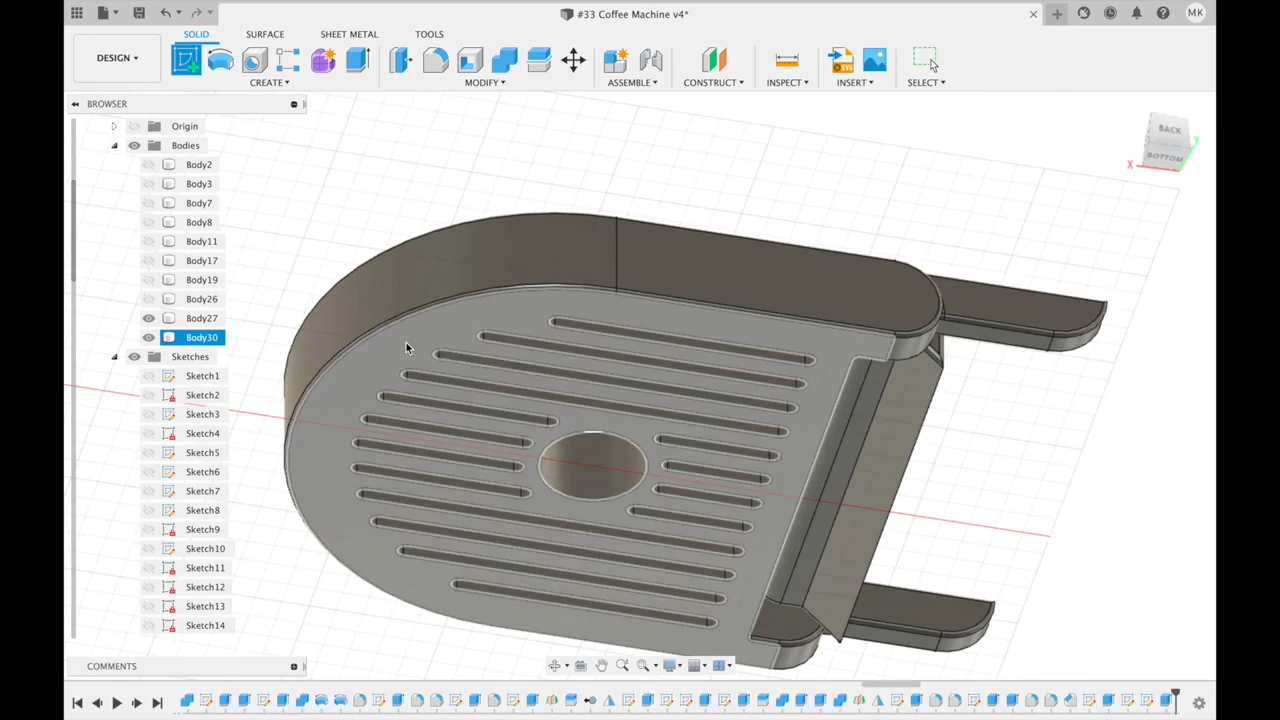 #33 Coffee Machine v4*
MK
DESIGN
SOLID
SURFACE
SHEET METAL
TOOLS
CREATE
MODIFY
ASSEMBLE
CONSTRUCT
INSPECT
INSERT
SELECT
BROWSER
Origin
Bodies
Body2
Body3
Body7
Body8
Body11
Body17
Body19
Body26
Body27
Body30
Sketches
Sketch1
Sketch2
Sketch3
Sketch4
Sketch5
Sketch6
Sketch7
Sketch8
Sketch9
Sketch10
Sketch11
Sketch12
Sketch13
Sketch14
COMMENTS
BACK
BOTTOM
X
Y
SVG